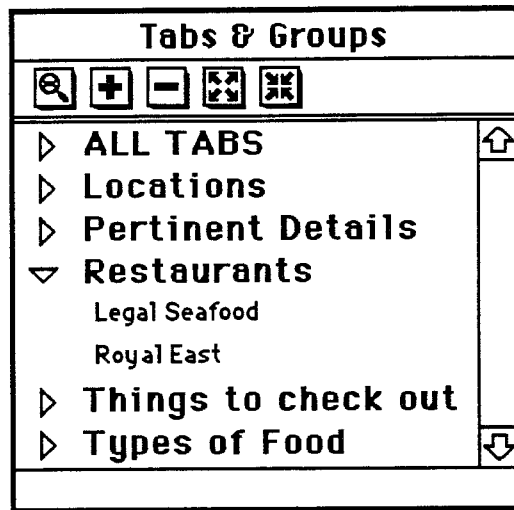 Tabs & Groups
ALL TABS
Locations
Pertinent Details
Restaurants
Legal Seafood
Royal East
Things to check out
Types of Food